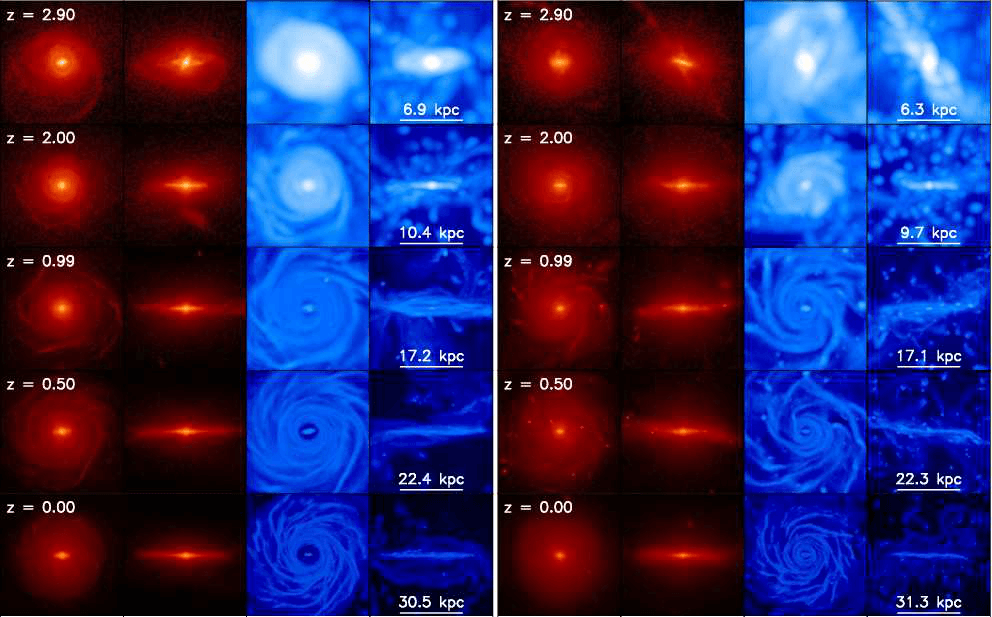 z = 2.90
6.9 kpc
z = 2.90
6.3 kpc
z = 2.00
10.4 kpc
z = 2.00
9.7 kpc
z = 0.99
17.2 kpc
z = 0.99
17.1 kpc
z = 0.50
22.4 kpc
z = 0.50
22.3 kpc
z = 0.00
30.5 kpc
z = 0.00
31.3 kpc